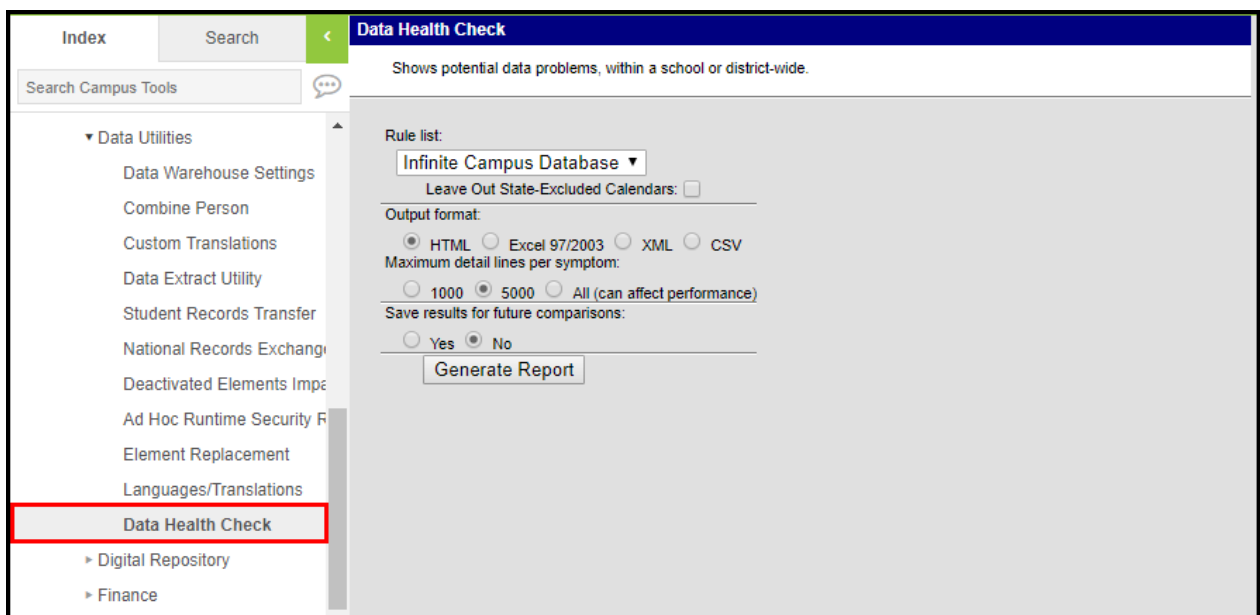 Index Search
Search Campus Tools
Data Utilities
Data Warehouse Settings
Combine Person
Custom Translations
Data Extract Utility
Student Records Transfer
National Records Exchang
Deactivated Elements Impa
Ad Hoc Runtime Security R
Element Replacement
Languages/Translations
Data Health Check
Digital Repository
Finance
Data Health Check
Shows potential data problems, within a school or district-wide.
Rule list:
Infinite Campus Database
Leave Out State-Excluded Calendars:
Output format:
HTML Excel 97/2003 XML CSV
Maximum detail lines per symptom:
1000 5000 All (can affect performance)
Save results for future comparisons:
Yes No
Generate Report